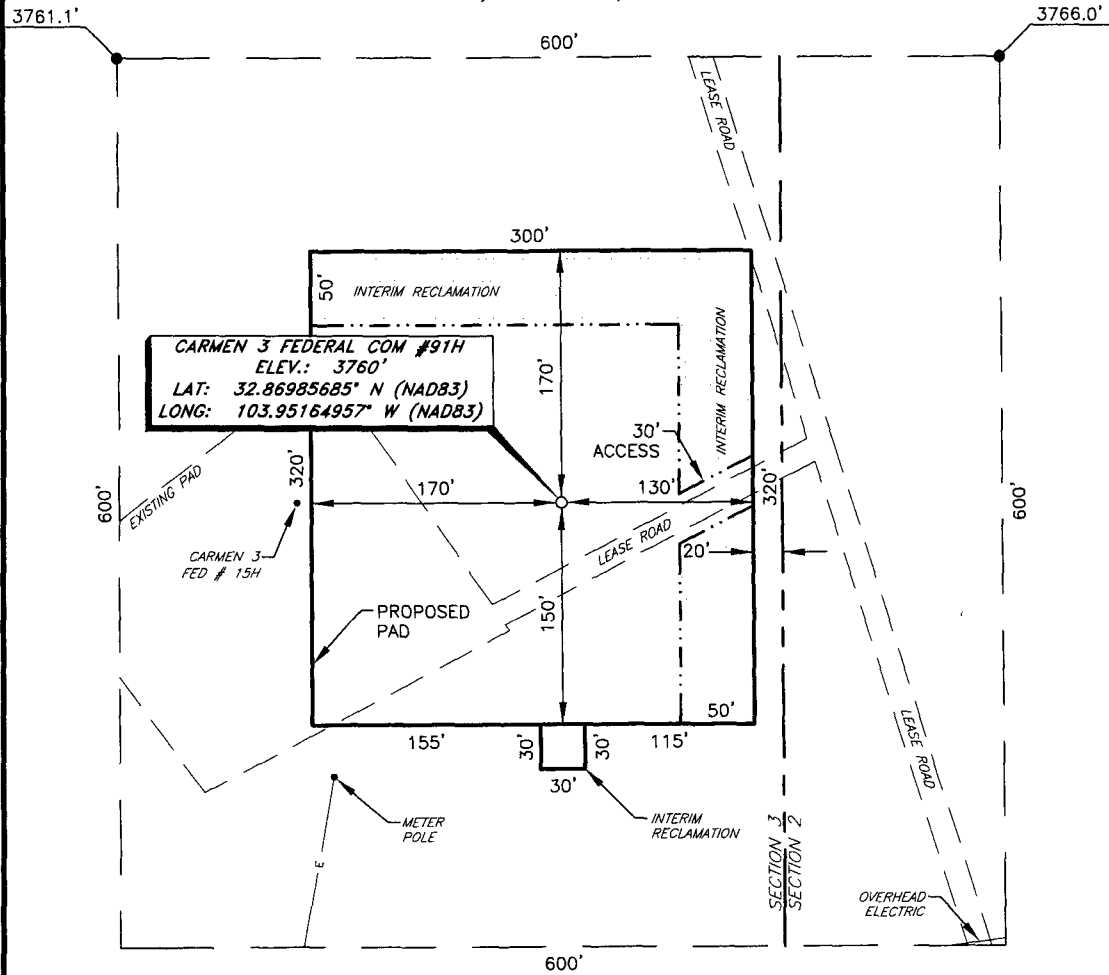 3761.1'
3766.0'
600'
LEASE ROAD
300'
50'
INTERIM RECLAMATION
INTERIM RECLAMATION
CARMEN 3 FEDERAL COM #91H
ELEV.: 3760'
LAT: 32.86985685° N (NAD83)
LONG: 103.95164957° W (NAD83)
170'
30'
ACCESS
EXISTING PAD
320'
170'
130'
320'
600'
600'
CARMEN 3
FED # 15H
LEASE ROAD
20'
PROPOSED
PAD
150'
50'
155'
30'
30'
115'
30'
METER
POLE
INTERIM
RECLAMATION
LEASE ROAD
E
SECTION 3
SECTION 2
OVERHEAD
ELECTRIC
600'